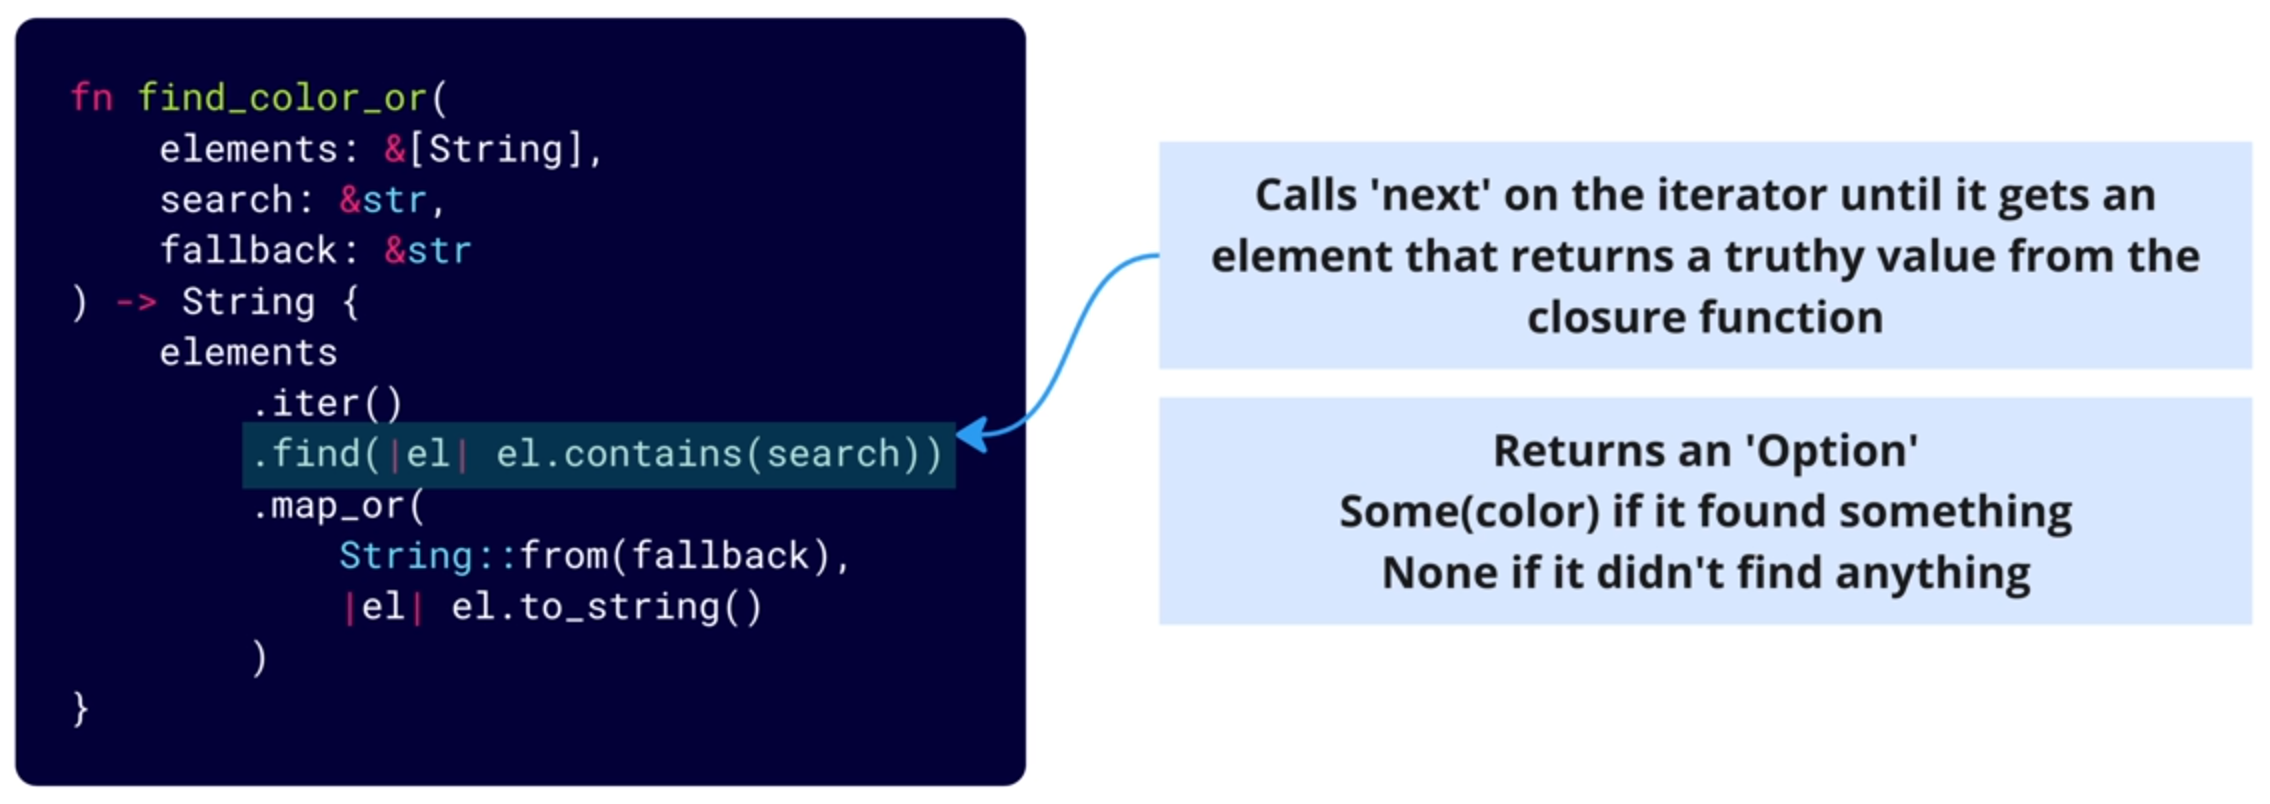 fn find_color_or(
    elements: &[String],
    search: &str,
    fallback: &str
) -> String {
    elements
        .iter()
        .find(|el| el.contains(search))
        .map_or(
            String::from(fallback),
            |el| el.to_string()
        )
}
Calls 'next' on the iterator until it gets an
element that returns a truthy value from the
closure function
Returns an 'Option'
Some(color) if it found something
None if it didn't find anything